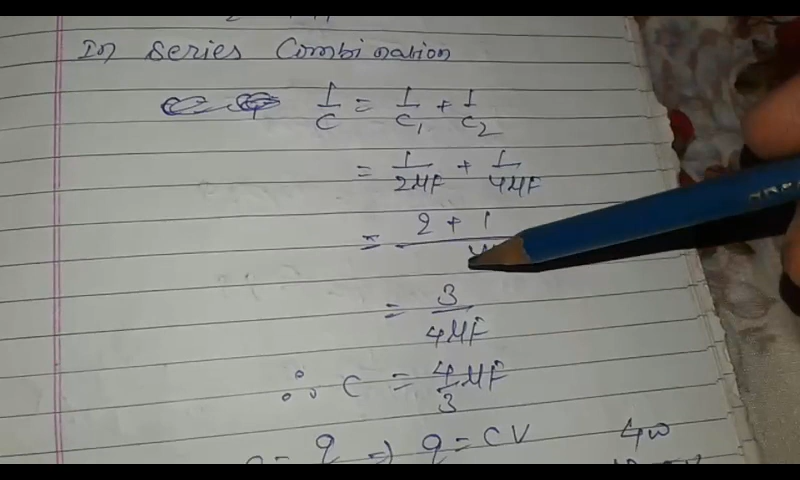 In Series Combination
1/C = 1/C₁ + 1/C₂
= 1/2μF + 1/4μF
= 2 + 1 / 4
= 3/4μF
∴ C = 4/3 μF
q ⇒ q = CV